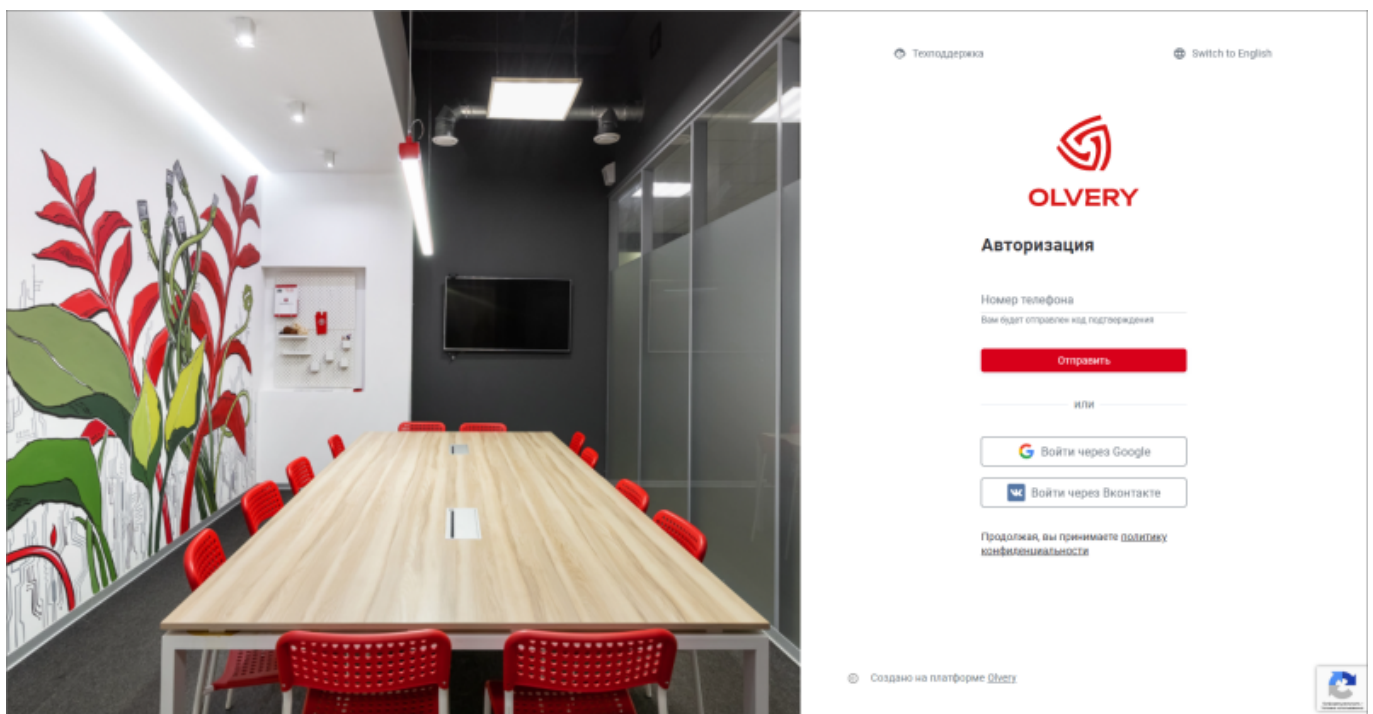 Техподдержка
Switch to English
OLVERY
Авторизация
Номер телефона
Вам будет отправлен код подтверждения
Отправить
или
Войти через Google
Войти через Вконтакте
Продолжая, вы принимаете политику
конфиденциальности
© Создано на платформе Olvery